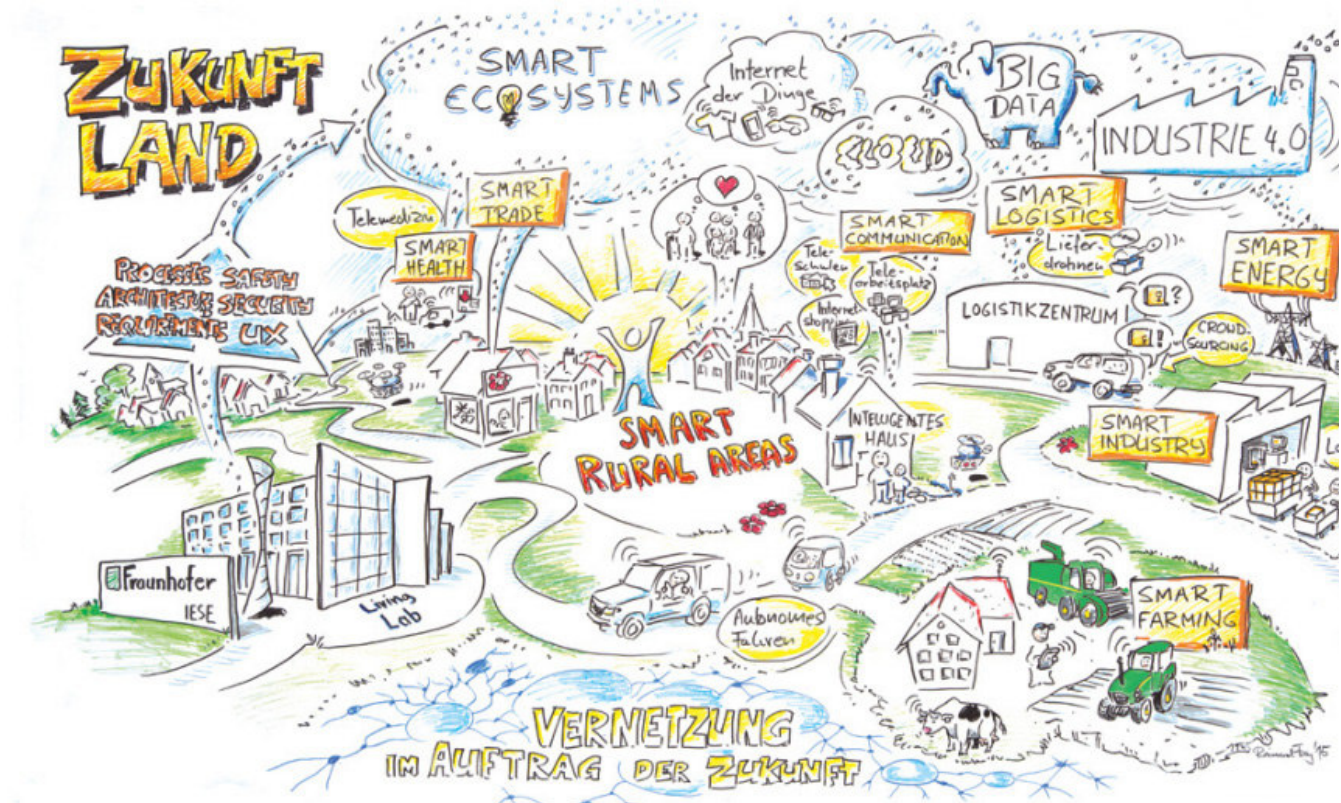 ZUKUNFT
LAND
SMART
ECOSYSTEMS
Internet
der Dinge
BIG
DATA
CLOUD
INDUSTRIE 4.0
Telemedizin
SMART
TRADE
SMART
HEALTH
SMART
COMMUNICATION
SMART
LOGISTICS
Liefer-
drohnen
SMART
ENERGY
PROCESSES SAFETY
SECURITY
UX
Tele-
schulen
Tele-
arbeitsplatz
Internet-
LOGISTIKZENTRUM
?
!
CROWD-
SOURCING
SMART
RURAL AREAS
INTELLIGENTES
HAUS
SMART
INDUSTRY
Fraunhofer
IESE
Living
Lab
Autonomes
Fahren
SMART
FARMING
VERNETZUNG
IM AUFTRAG DER ZUKUNFT